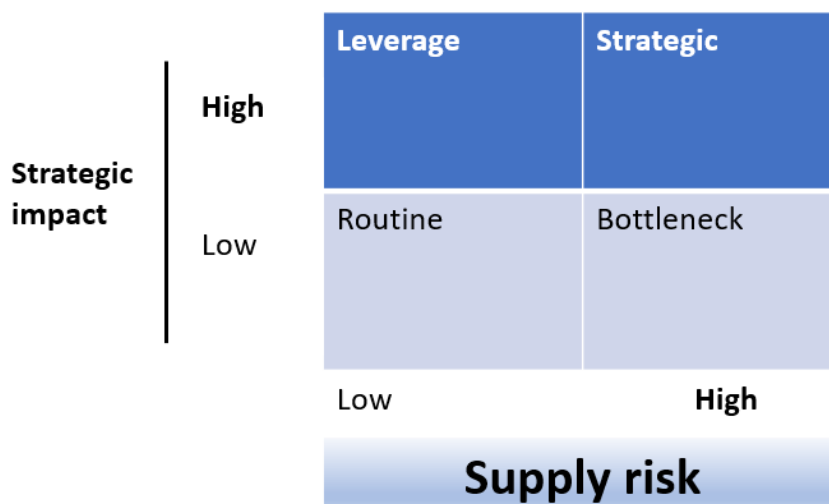 Leverage Strategic
High
Strategic
impact
Routine Bottleneck
Low
Low High
Supply risk